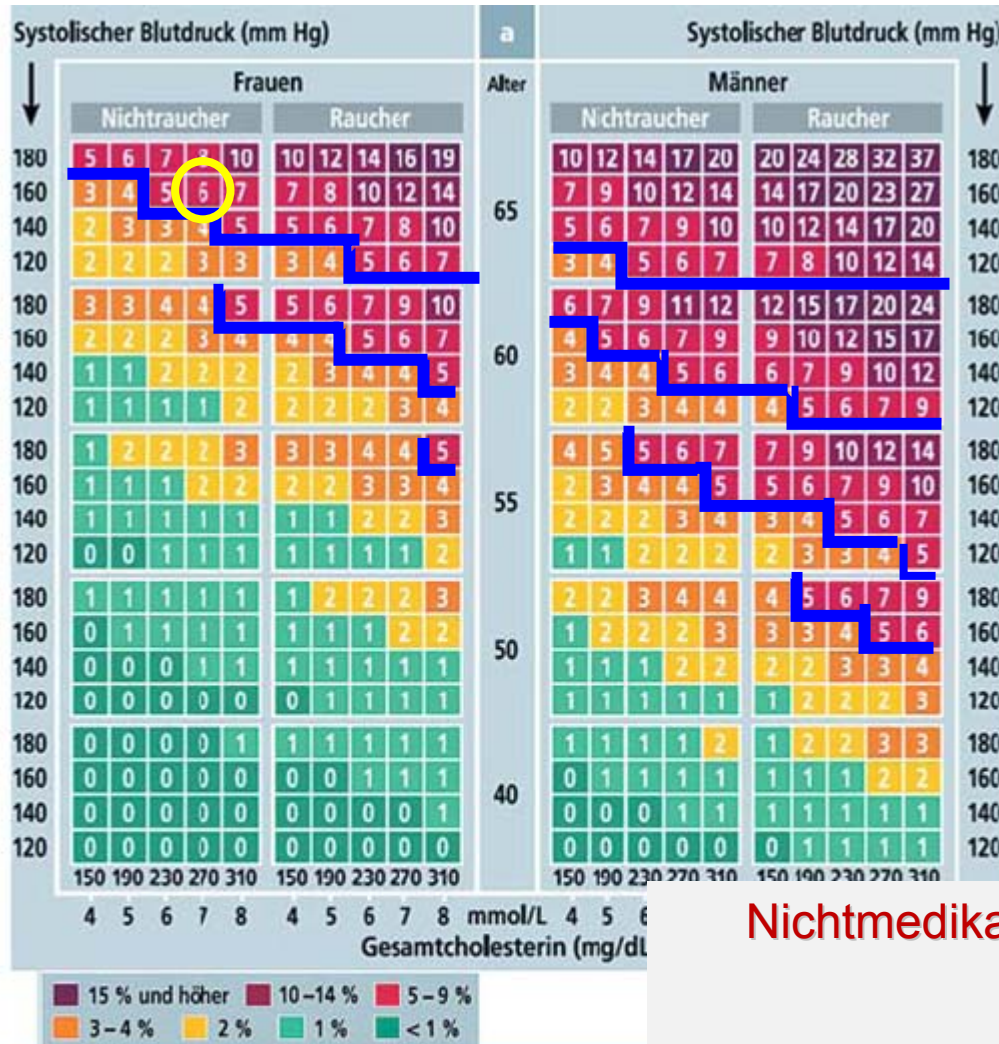 Systolischer Blutdruck (mm Hg) a Systolischer Blutdruck (mm Hg)
Frauen Alter Männer
Nichtraucher Raucher Nichtraucher Raucher
180 5 6 7 8 10 10 12 14 16 19 10 12 14 17 20 20 24 28 32 37 180
160 3 4 5 6 7 7 8 10 12 14 7 9 10 12 14 14 17 20 23 27 160
65
140 2 3 3 4 5 5 6 7 8 10 5 6 7 9 10 10 12 14 17 20 140
120 2 2 2 3 3 3 4 5 6 7 3 4 5 6 7 7 8 10 12 14 120
180 3 3 4 4 5 5 6 7 9 10 6 7 9 11 12 12 15 17 20 24 180
160 2 2 2 3 4 4 4 5 6 7 4 5 6 7 9 9 10 12 15 17 160
60
140 1 1 2 2 2 2 3 4 4 5 3 4 4 5 6 6 7 9 10 12 140
120 1 1 1 1 2 2 2 2 3 4 2 2 3 4 4 4 5 6 7 9 120
180 1 2 2 2 3 3 3 4 4 5 4 5 5 6 7 7 9 10 12 14 180
160 1 1 1 2 2 2 2 3 3 4 2 3 4 4 5 5 6 7 9 10 160
55
140 1 1 1 1 1 1 1 2 2 3 2 2 2 3 4 3 4 5 6 7 140
120 0 0 1 1 1 1 1 1 1 2 1 1 2 2 2 2 3 3 4 5 120
180 1 1 1 1 1 1 2 2 2 3 2 2 3 4 4 4 5 6 7 9 180
160 0 1 1 1 1 1 1 1 2 2 1 2 2 2 3 3 3 4 5 6 160
50
140 0 0 0 1 1 1 1 1 1 1 1 1 1 2 2 2 2 3 3 4 140
120 0 0 0 0 0 0 1 1 1 1 1 1 1 1 1 1 2 2 2 3 120
180 0 0 0 0 1 1 1 1 1 1 1 1 1 1 2 1 2 2 3 3 180
160 0 0 0 0 0 0 0 1 1 1 0 1 1 1 1 1 1 1 2 2 160
40
140 0 0 0 0 0 0 0 0 0 1 0 0 0 1 1 1 1 1 1 1 140
120 0 0 0 0 0 0 0 0 0 0 0 0 0 0 0 0 1 1 1 1 120
150 190 230 270 310 150 190 230 270 310 150 190 230 270 310 150 190 230 270 310
4 5 6 7 8 4 5 6 7 8 mmol/L 4 5 6
Gesamtcholesterin (mg/dL
Nichtmedika
15 % und höher 10–14 % 5–9 %
3–4 % 2 % 1 % <1 %